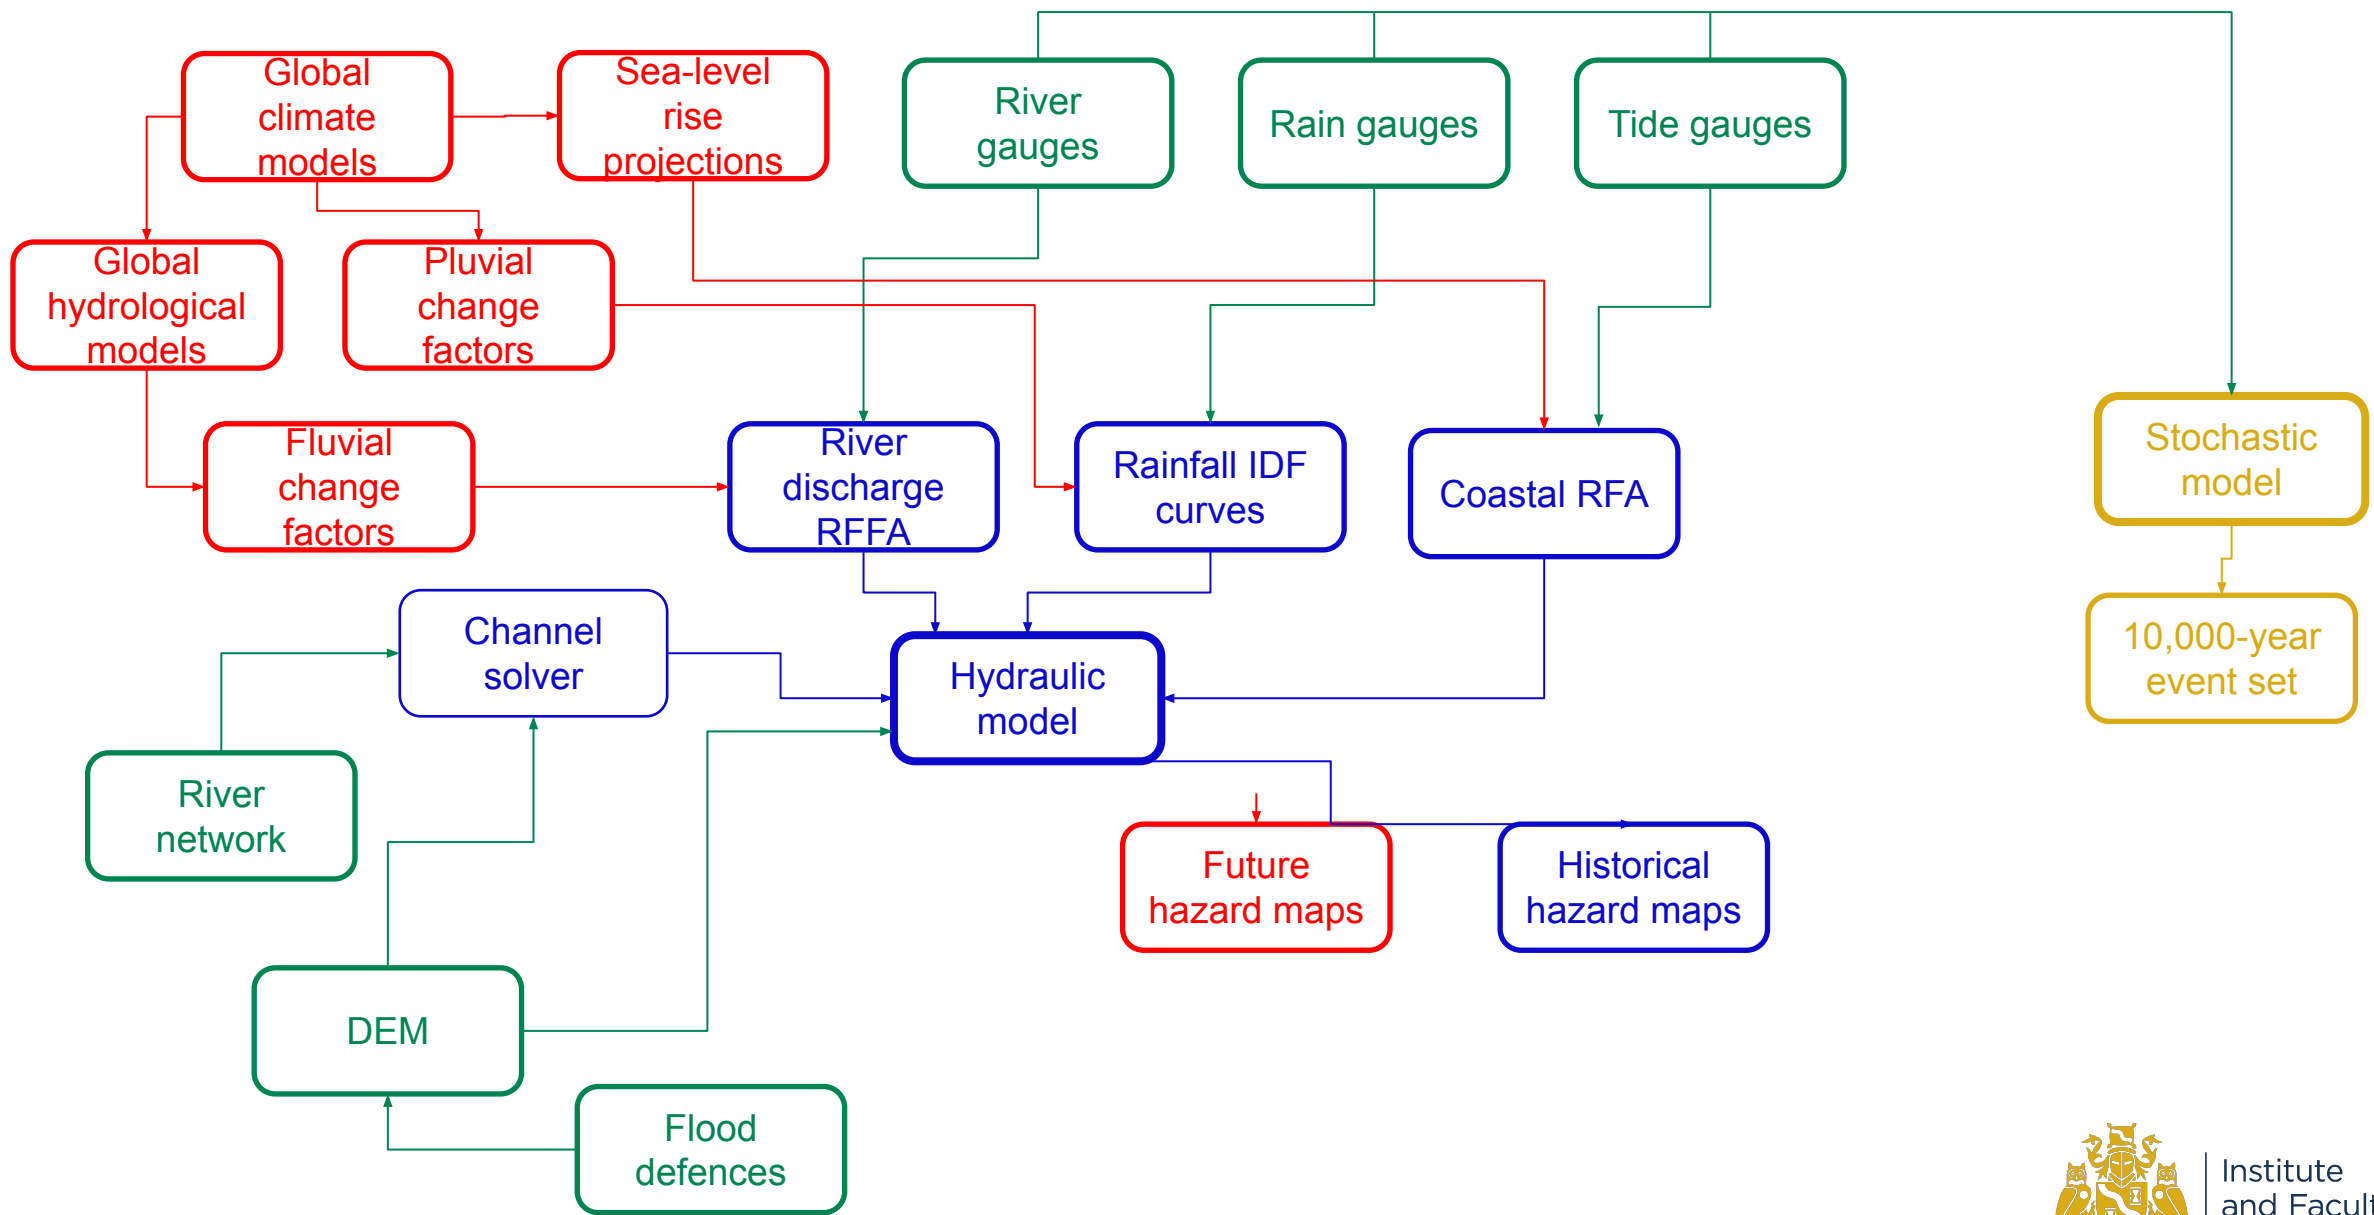 Global
climate
models
Sea-level
rise
projections
River
gauges
Rain gauges
Tide gauges
Global
hydrological
models
Pluvial
change
factors
Fluvial
change
factors
River
discharge
RFFA
Rainfall IDF
curves
Coastal RFA
Stochastic
model
Channel
solver
Hydraulic
model
10,000-year
event set
River
network
Future
hazard maps
Historical
hazard maps
DEM
Flood
defences
Institute
and Facult